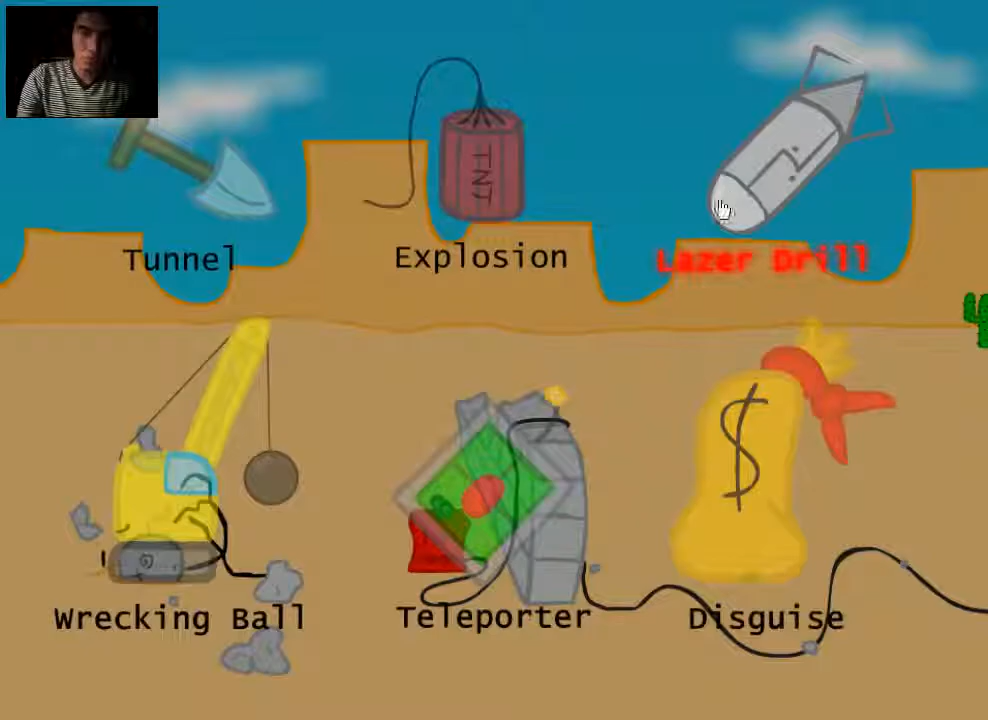 TNT
Tunnel
Explosion
Lazer Drill
$
Wrecking Ball
Teleporter
Disguise